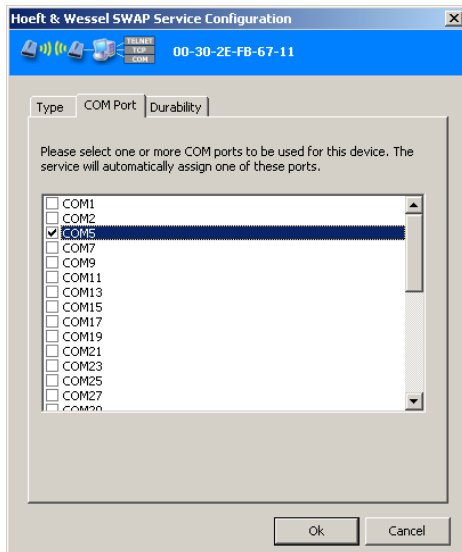 Hoeft & Wessel SWAP Service Configuration
TELNET
TCP
COM
00-30-2E-FB-67-11
Type
COM Port
Durability
Please select one or more COM ports to be used for this device. The
service will automatically assign one of these ports.
COM1
COM2
COM5
COM7
COM9
COM11
COM13
COM15
COM17
COM19
COM21
COM23
COM25
COM27
Ok
Cancel